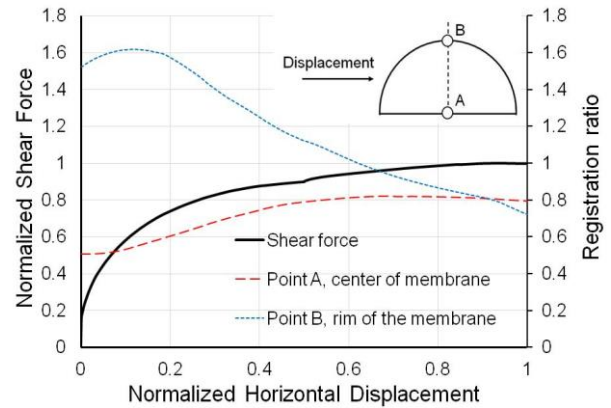 1.8
1.6
1.4
1.2
1
0.8
0.6
0.4
0.2
0
Normalized Shear Force
1.8
1.6
1.4
1.2
1
0.8
0.6
0.4
0.2
0
Registration ratio
0
0.2
0.4
0.6
0.8
1
Normalized Horizontal Displacement
Displacement
B
A
Shear force
Point A, center of membrane
Point B, rim of the membrane